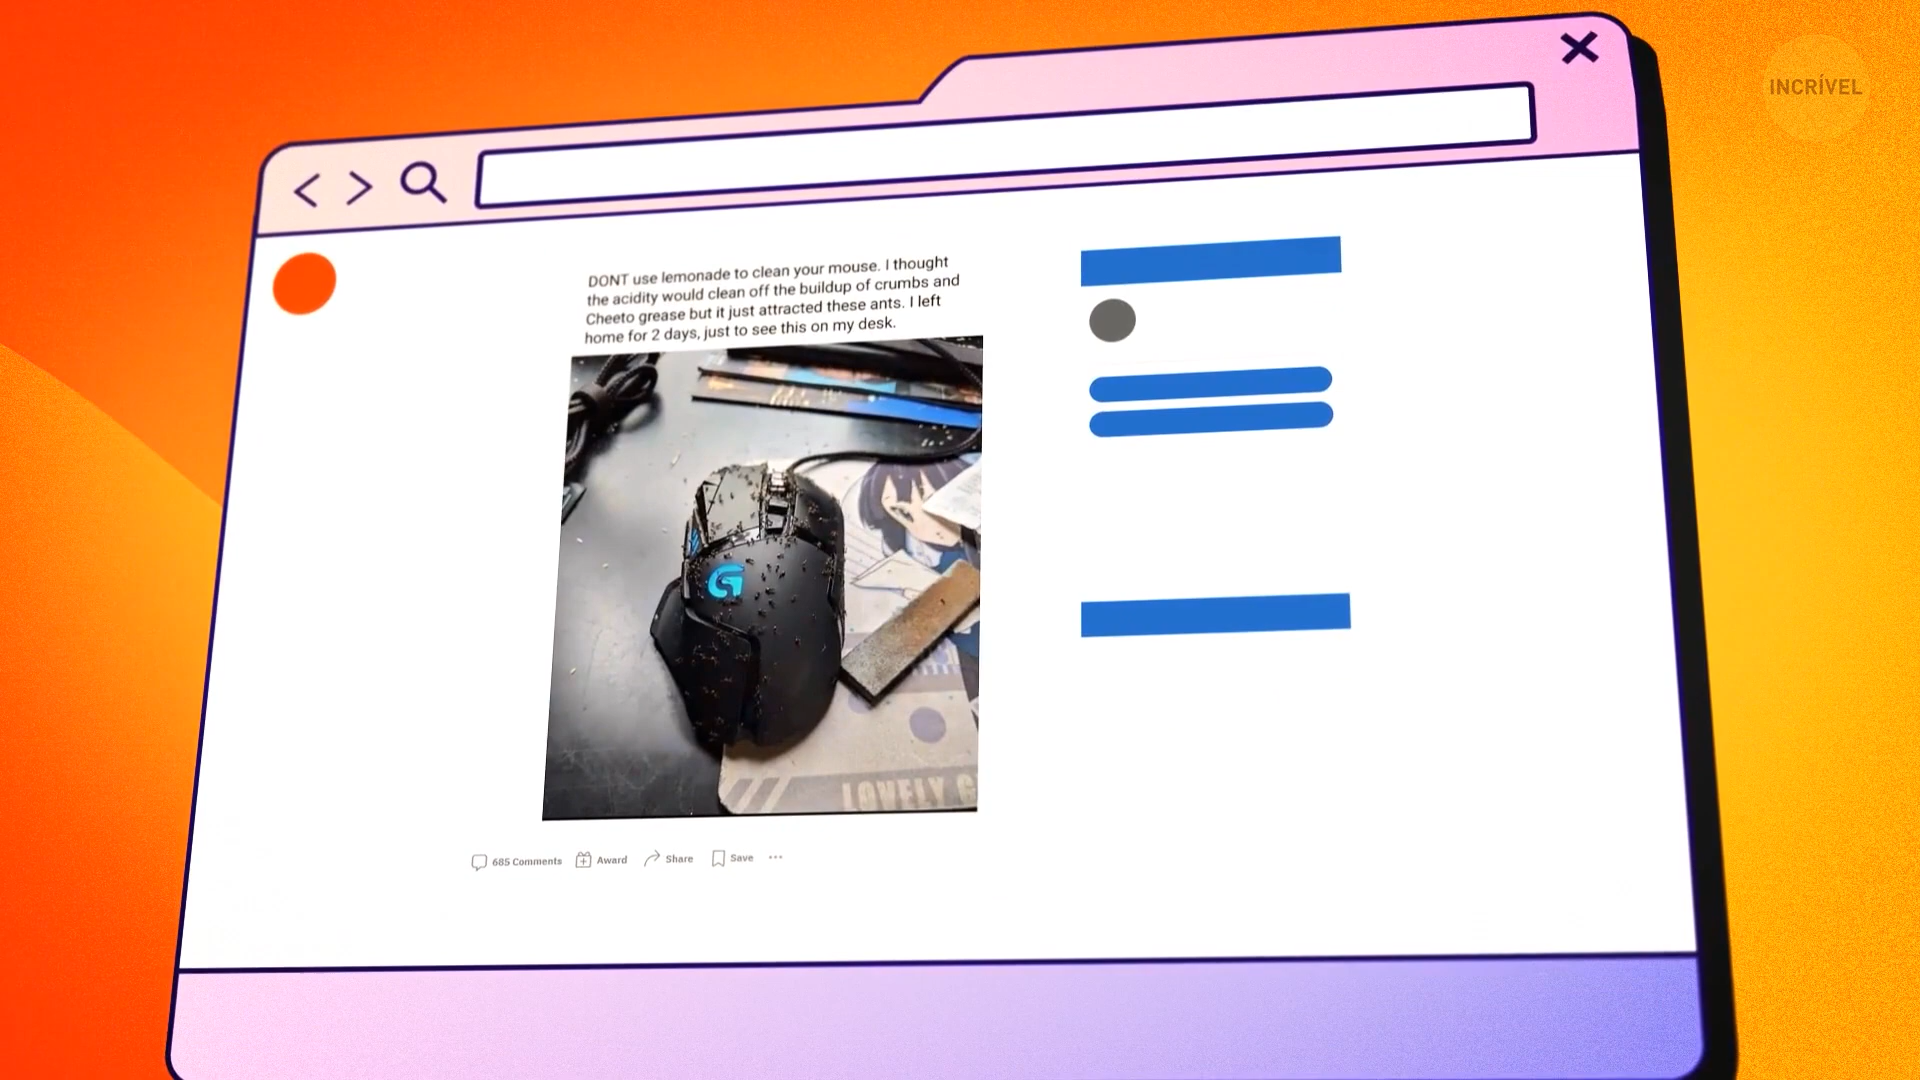 INCRÍVEL
DONT use lemonade to clean your mouse. I thought
the acidity would clean off the buildup of crumbs and
Cheeto grease but it just attracted these ants. I left
home for 2 days, just to see this on my desk.
G
LOVELY G
685 Comments Award Share Save